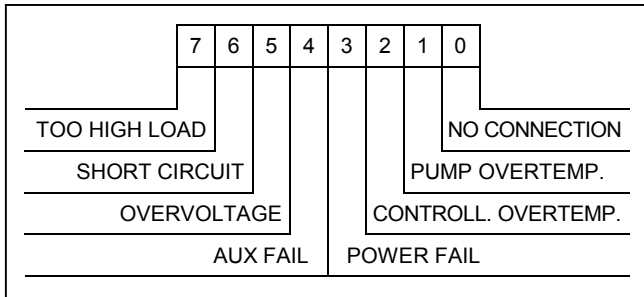 7 6 5 4 3 2 1 0
TOO HIGH LOAD NO CONNECTION
SHORT CIRCUIT PUMP OVERTEMP.
OVERVOLTAGE CONTROLL. OVERTEMP.
AUX FAIL POWER FAIL